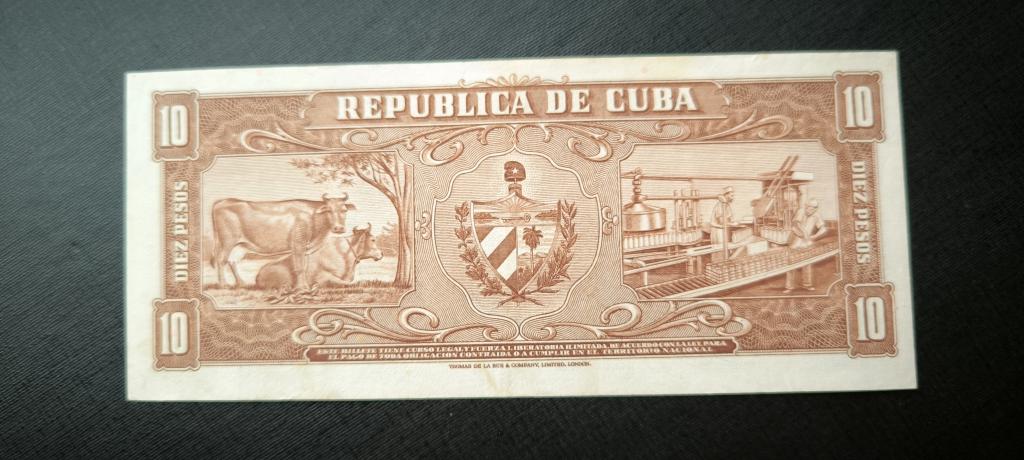 10
REPUBLICA DE CUBA
10
DIEZ PESOS
DIEZ PESOS
10
10
ESTE BILLETE TIENE CURSO LEGAL Y FUERZA LIBERATORIA ILIMITADA, DE ACUERDO CON LA LEY, PARA
EL PAGO DE TODA OBLIGACION CONTRAIDA O A CUMPLIR EN EL TERRITORIO NACIONAL
THOMAS DE LA RUE & COMPANY, LIMITED, LONDON.